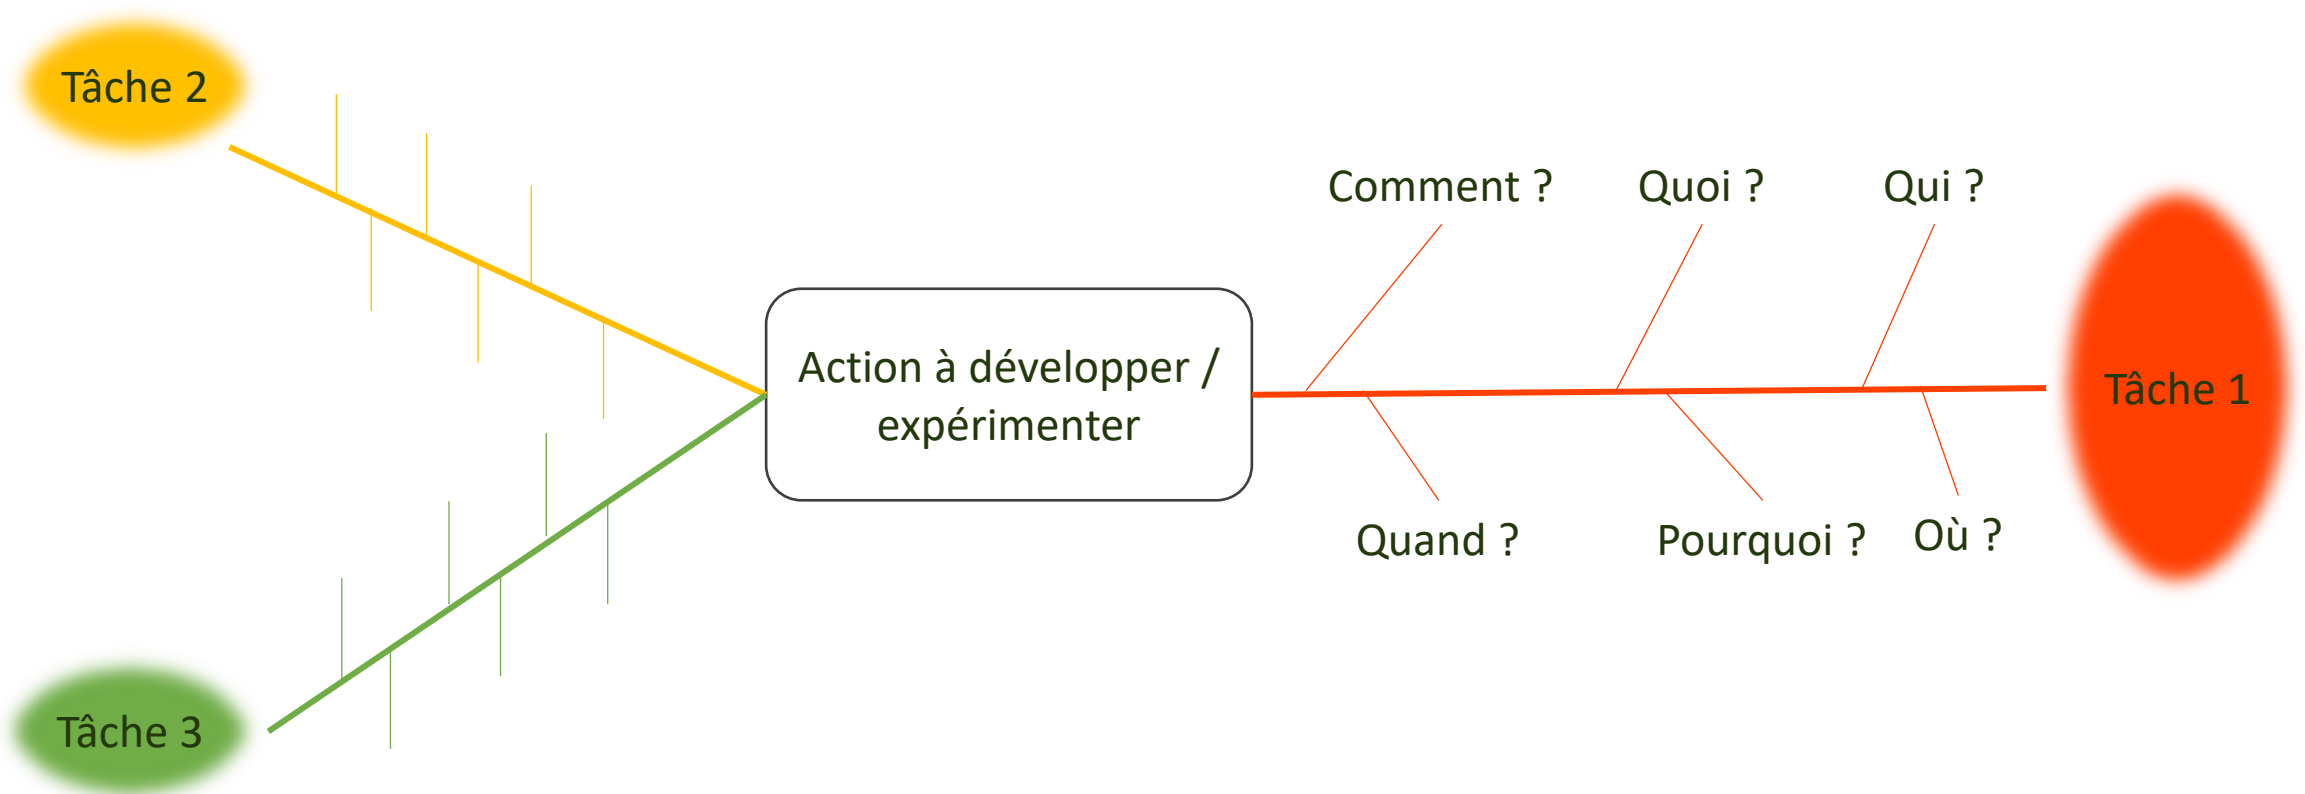 Tâche 2
Comment ?
Quoi ?
Qui ?
Action à développer /
expérimenter
Tâche 1
Quand ?
Pourquoi ?
Où ?
Tâche 3